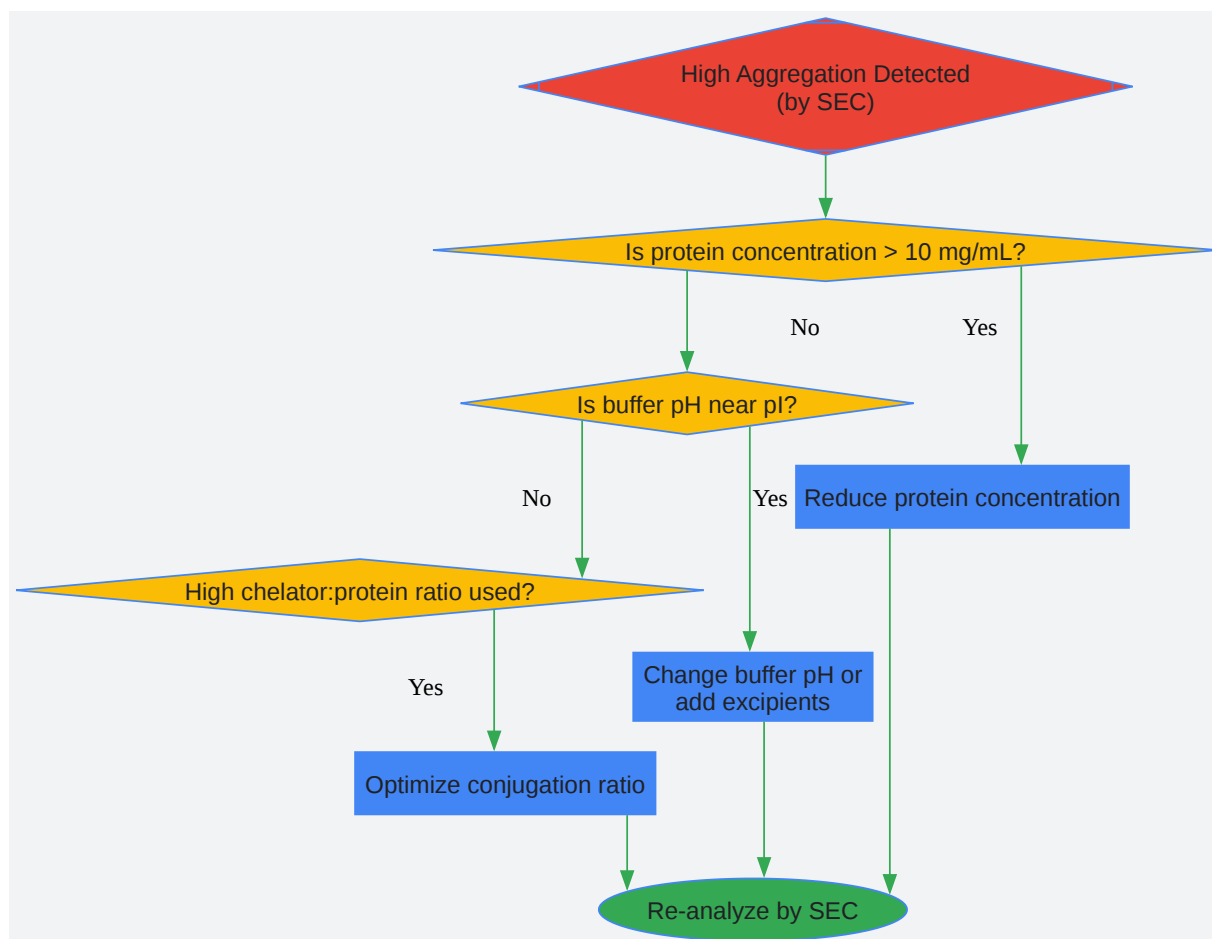 High Aggregation Detected
(by SEC)
Is protein concentration > 10 mg/mL?
No
Yes
Is buffer pH near pI?
No
Yes
Reduce protein concentration
High chelator:protein ratio used?
Yes
Change buffer pH or
add excipients
Optimize conjugation ratio
Re-analyze by SEC